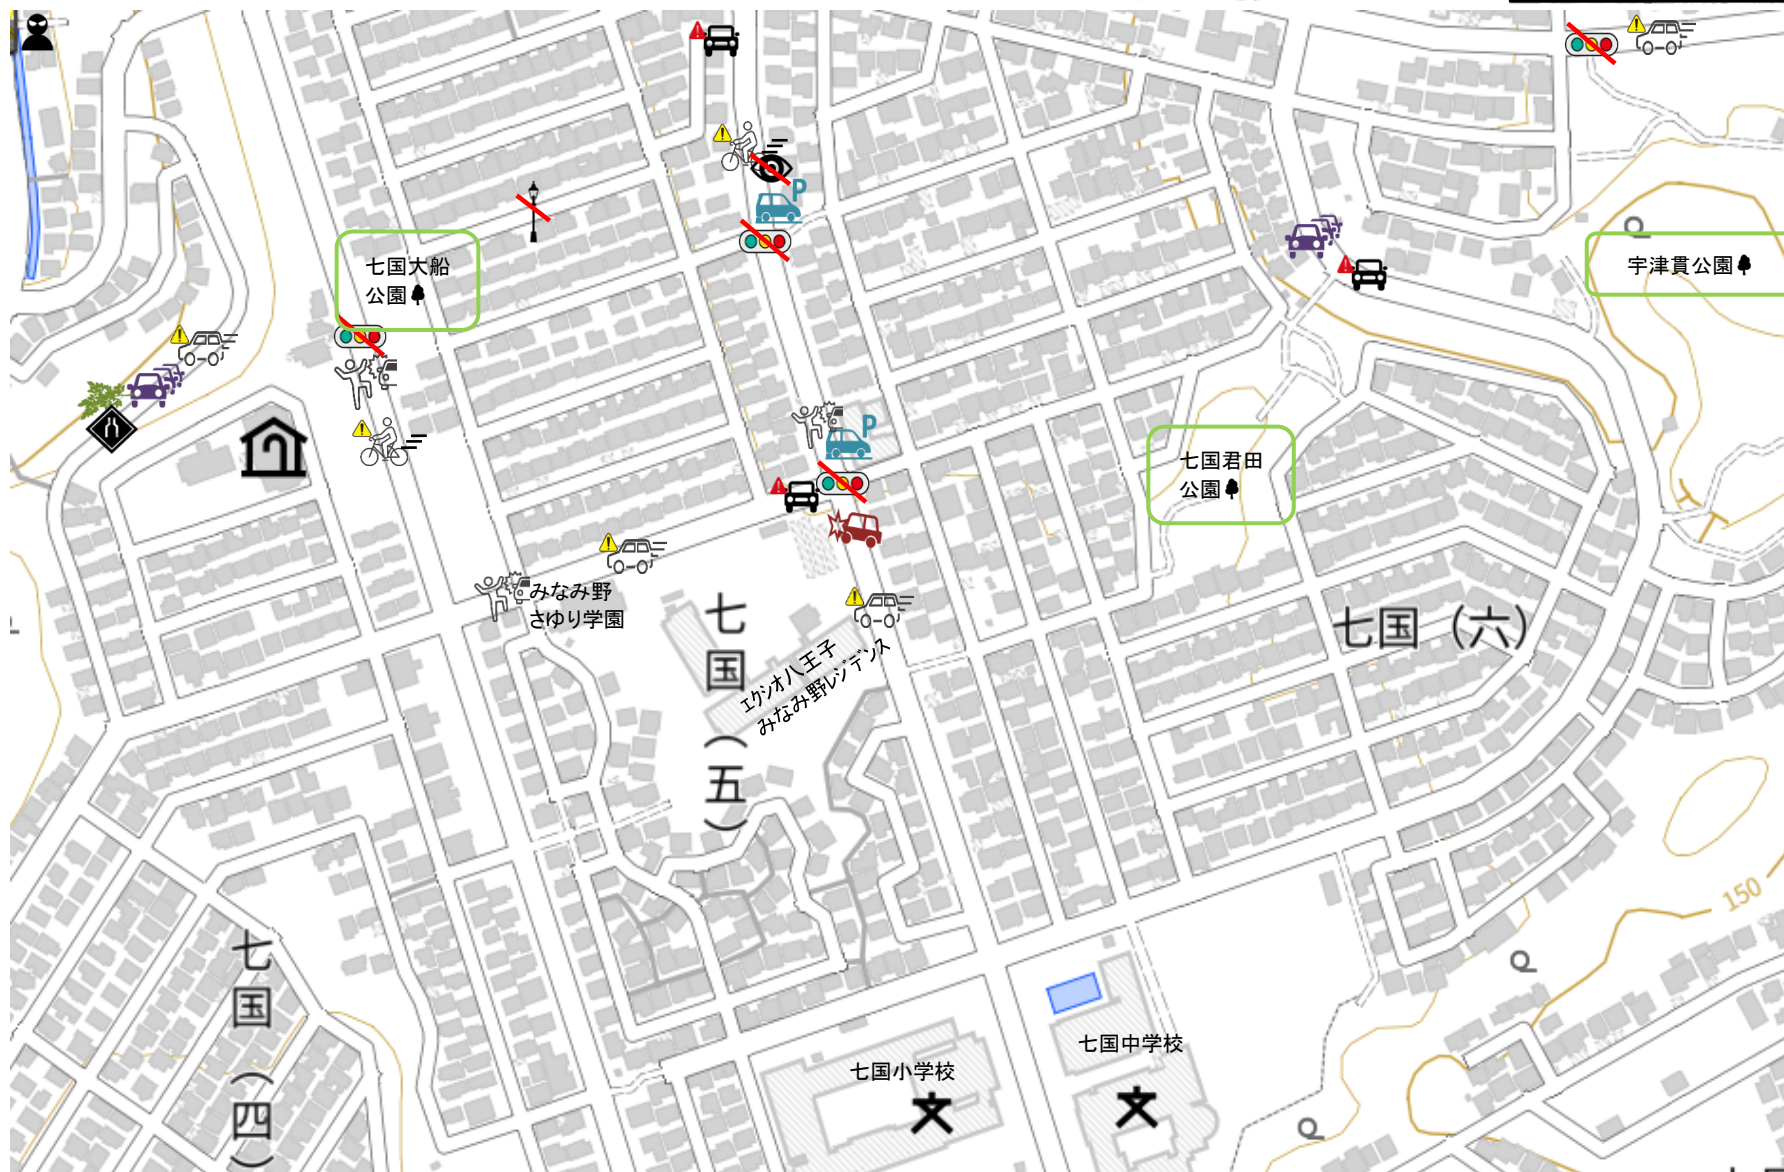 P
七国大船
公園
宇津貫公園
P
七国君田
公園
みなみ野
さゆり学園
七国（五）
エクシオ八王子
みなみ野レジデンス
七国（六）
150
七国（四）
七国小学校
七国中学校